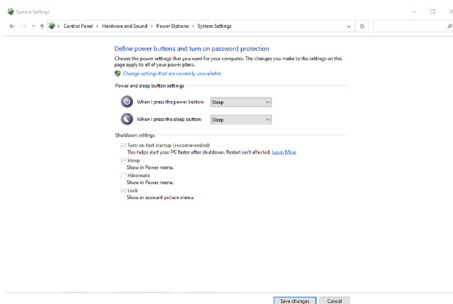 System Settings
Control Panel > Hardware and Sound > Power Options > System Settings
Define power buttons and turn on password protection
Choose the power settings that you want for your computer. The changes you make to the settings on this
page apply to all of your power plans.
Change settings that are currently unavailable
Power and sleep button settings
When I press the power button: Sleep
When I press the sleep button: Sleep
Shutdown settings
Turn on fast startup (recommended)
This helps start your PC faster after shutdown. Restart isn't affected. Learn More
Sleep
Show in Power menu.
Hibernate
Show in Power menu.
Lock
Show in account picture menu.
Save changes Cancel